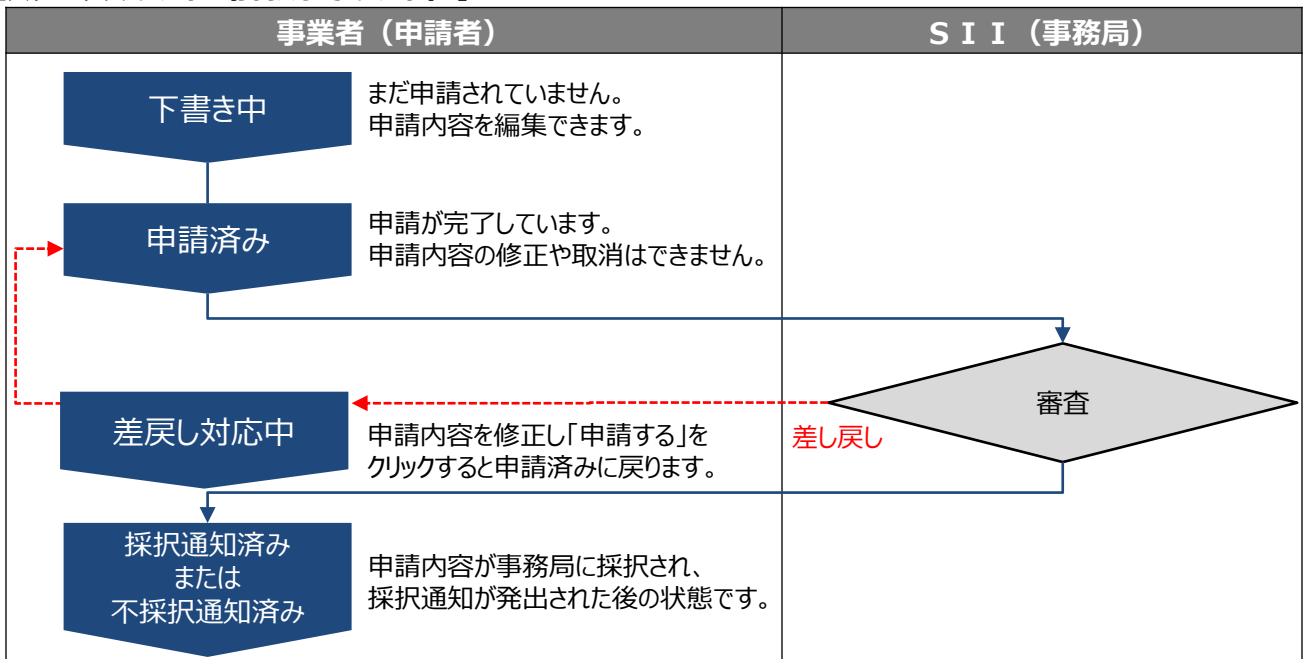 事業者（申請者）
ＳＩＩ（事務局）
下書き中
まだ申請されていません。
申請内容を編集できます。
申請済み
申請が完了しています。
申請内容の修正や取消はできません。
審査
差し戻し
差戻し対応中
申請内容を修正し「申請する」を
クリックすると申請済みに戻ります。
採択通知済み
または
不採択通知済み
申請内容が事務局に採択され、
採択通知が発出された後の状態です。